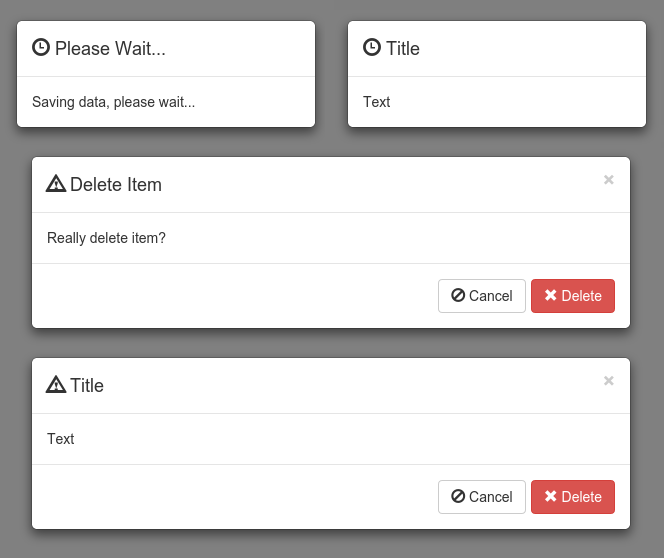 Please Wait...
Saving data, please wait...
Title
Text
Delete Item
Really delete item?
Cancel
Delete
Title
Text
Cancel
Delete